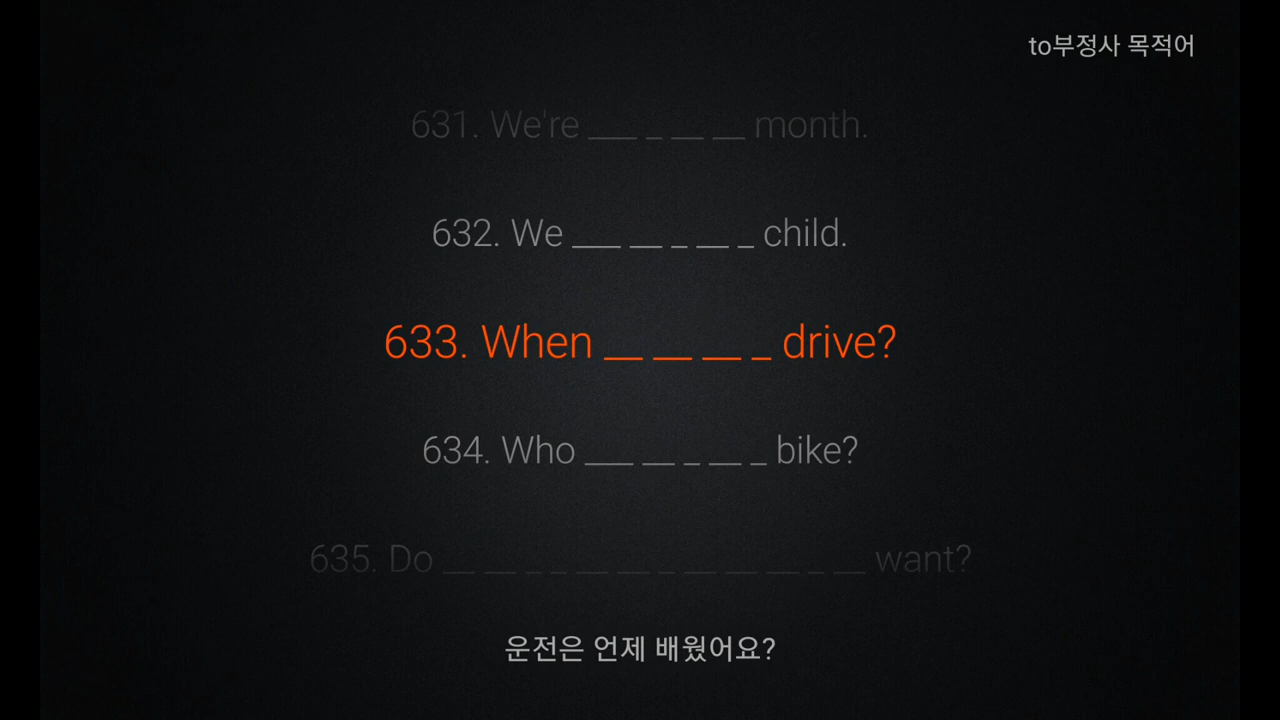 to부정사 목적어
631. We're ___ _ __ __ month.
632. We ___ __ _ __ _ child.
633. When __ __ __ _ drive?
634. Who ___ __ _ __ _ bike?
635. Do __ __ _ _ __ __ _ __ __ __ _ __ want?
운전은 언제 배웠어요?